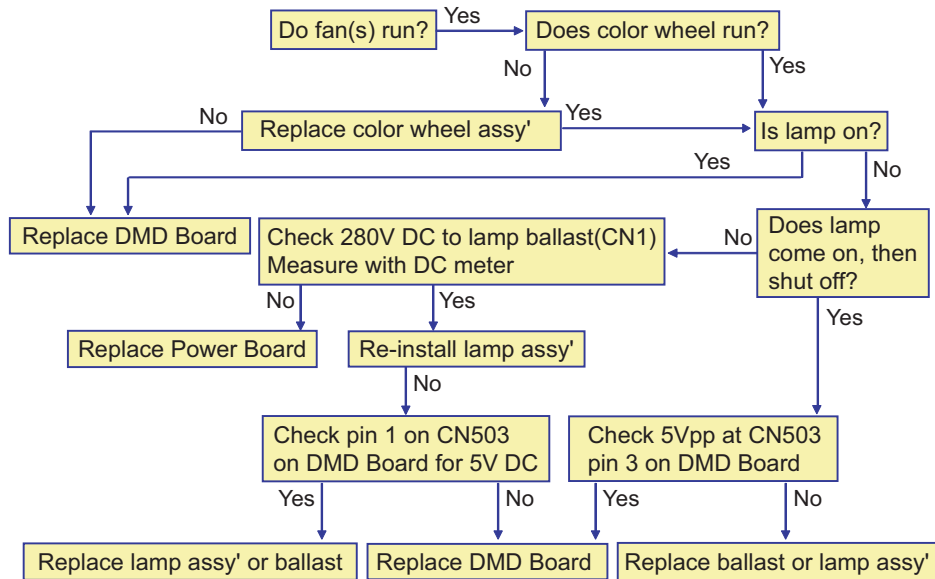 Do fan(s) run?
Yes
Does color wheel run?
No
Yes
No
Replace color wheel assy'
Yes
Is lamp on?
Yes
No
Replace DMD Board
Check 280V DC to lamp ballast(CN1)
Measure with DC meter
No
Does lamp
come on, then
shut off?
No
Yes
Yes
Replace Power Board
Re-install lamp assy'
No
Check pin 1 on CN503
on DMD Board for 5V DC
Check 5Vpp at CN503
pin 3 on DMD Board
Yes
No
Yes
No
Replace lamp assy' or ballast
Replace DMD Board
Replace ballast or lamp assy'